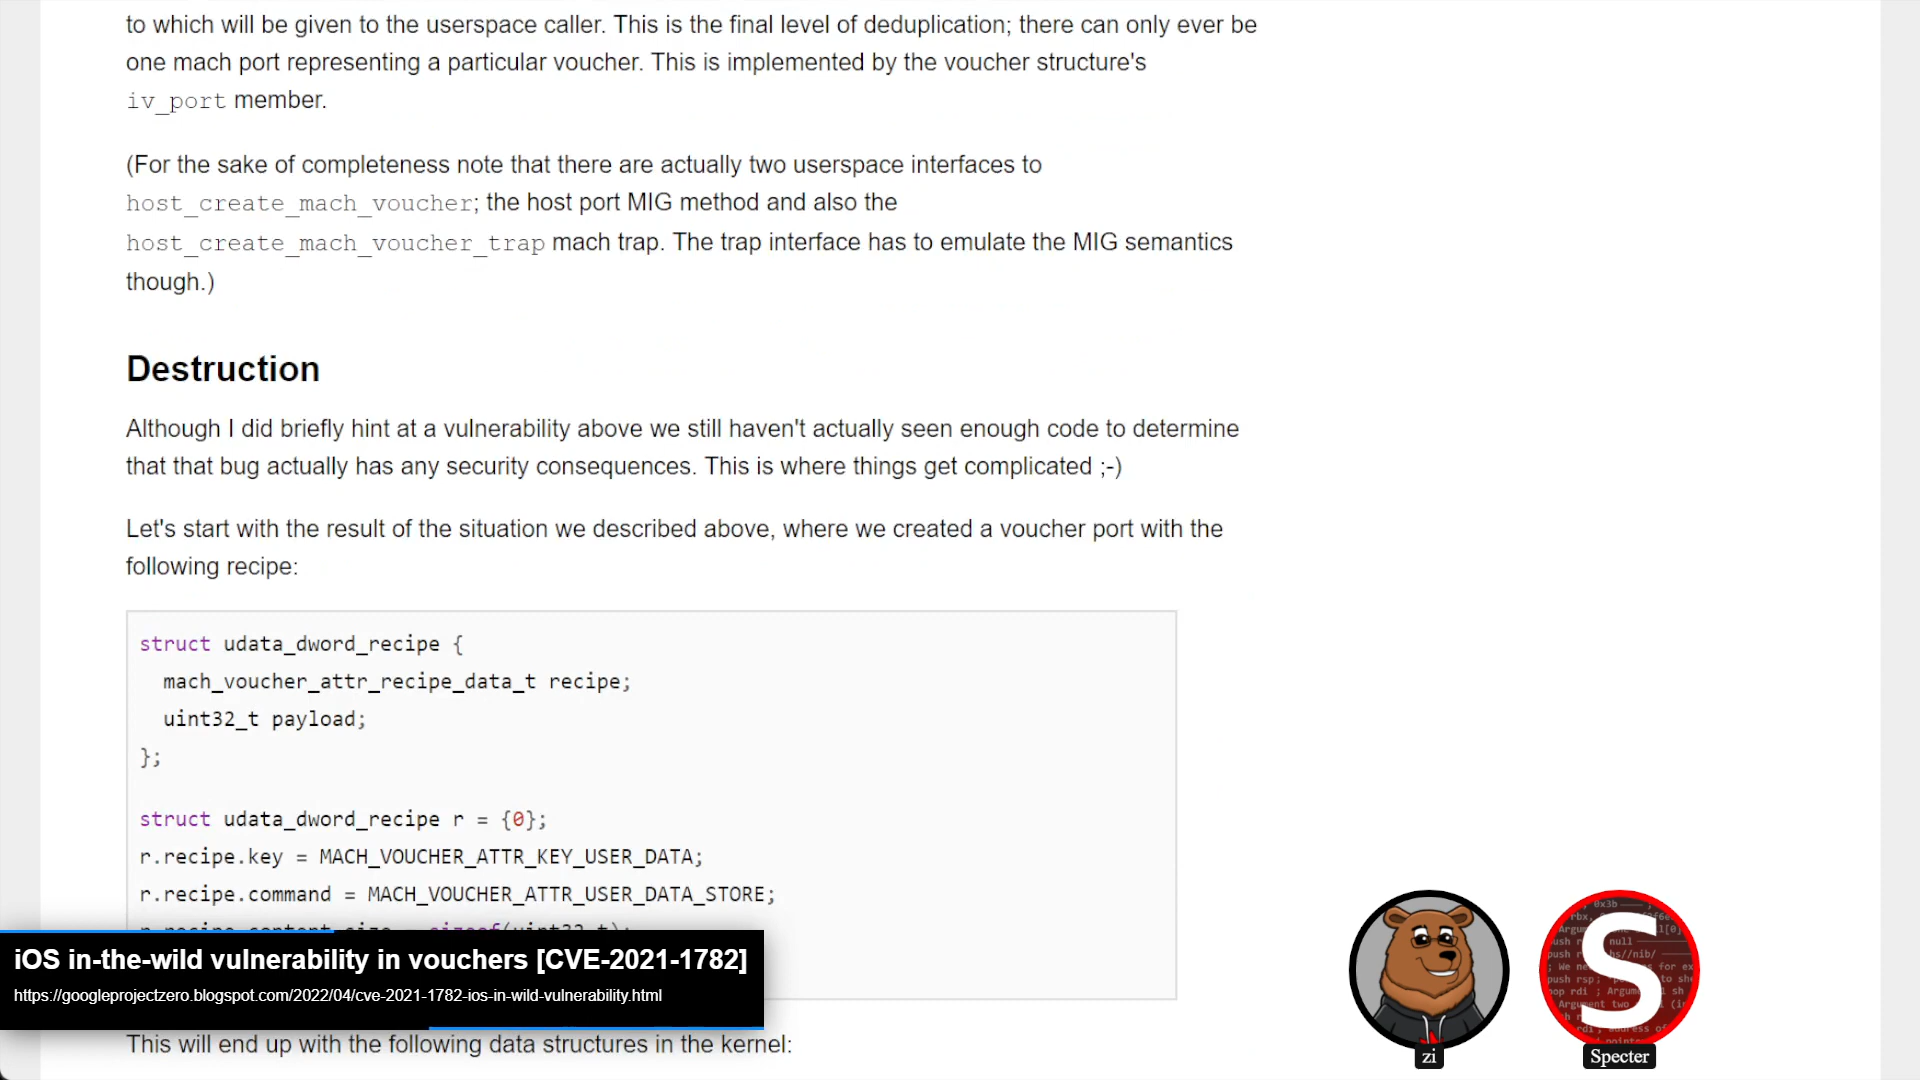 to which will be given to the userspace caller. This is the final level of deduplication; there can only ever be
one mach port representing a particular voucher. This is implemented by the voucher structure's
iv_port member.
(For the sake of completeness note that there are actually two userspace interfaces to
host_create_mach_voucher; the host port MIG method and also the
host_create_mach_voucher_trap mach trap. The trap interface has to emulate the MIG semantics
though.)
Destruction
Although I did briefly hint at a vulnerability above we still haven't actually seen enough code to determine
that that bug actually has any security consequences. This is where things get complicated ;-)
Let's start with the result of the situation we described above, where we created a voucher port with the
following recipe:
struct udata_dword_recipe {
mach_voucher_attr_recipe_data_t recipe;
uint32_t payload;
};
struct udata_dword_recipe r = {0};
r.recipe.key = MACH_VOUCHER_ATTR_KEY_USER_DATA;
r.recipe.command = MACH_VOUCHER_ATTR_USER_DATA_STORE;
iOS in-the-wild vulnerability in vouchers [CVE-2021-1782]
https://googleprojectzero.blogspot.com/2022/04/cve-2021-1782-ios-in-wild-vulnerability.html
This will end up with the following data structures in the kernel:
S
zi
Specter